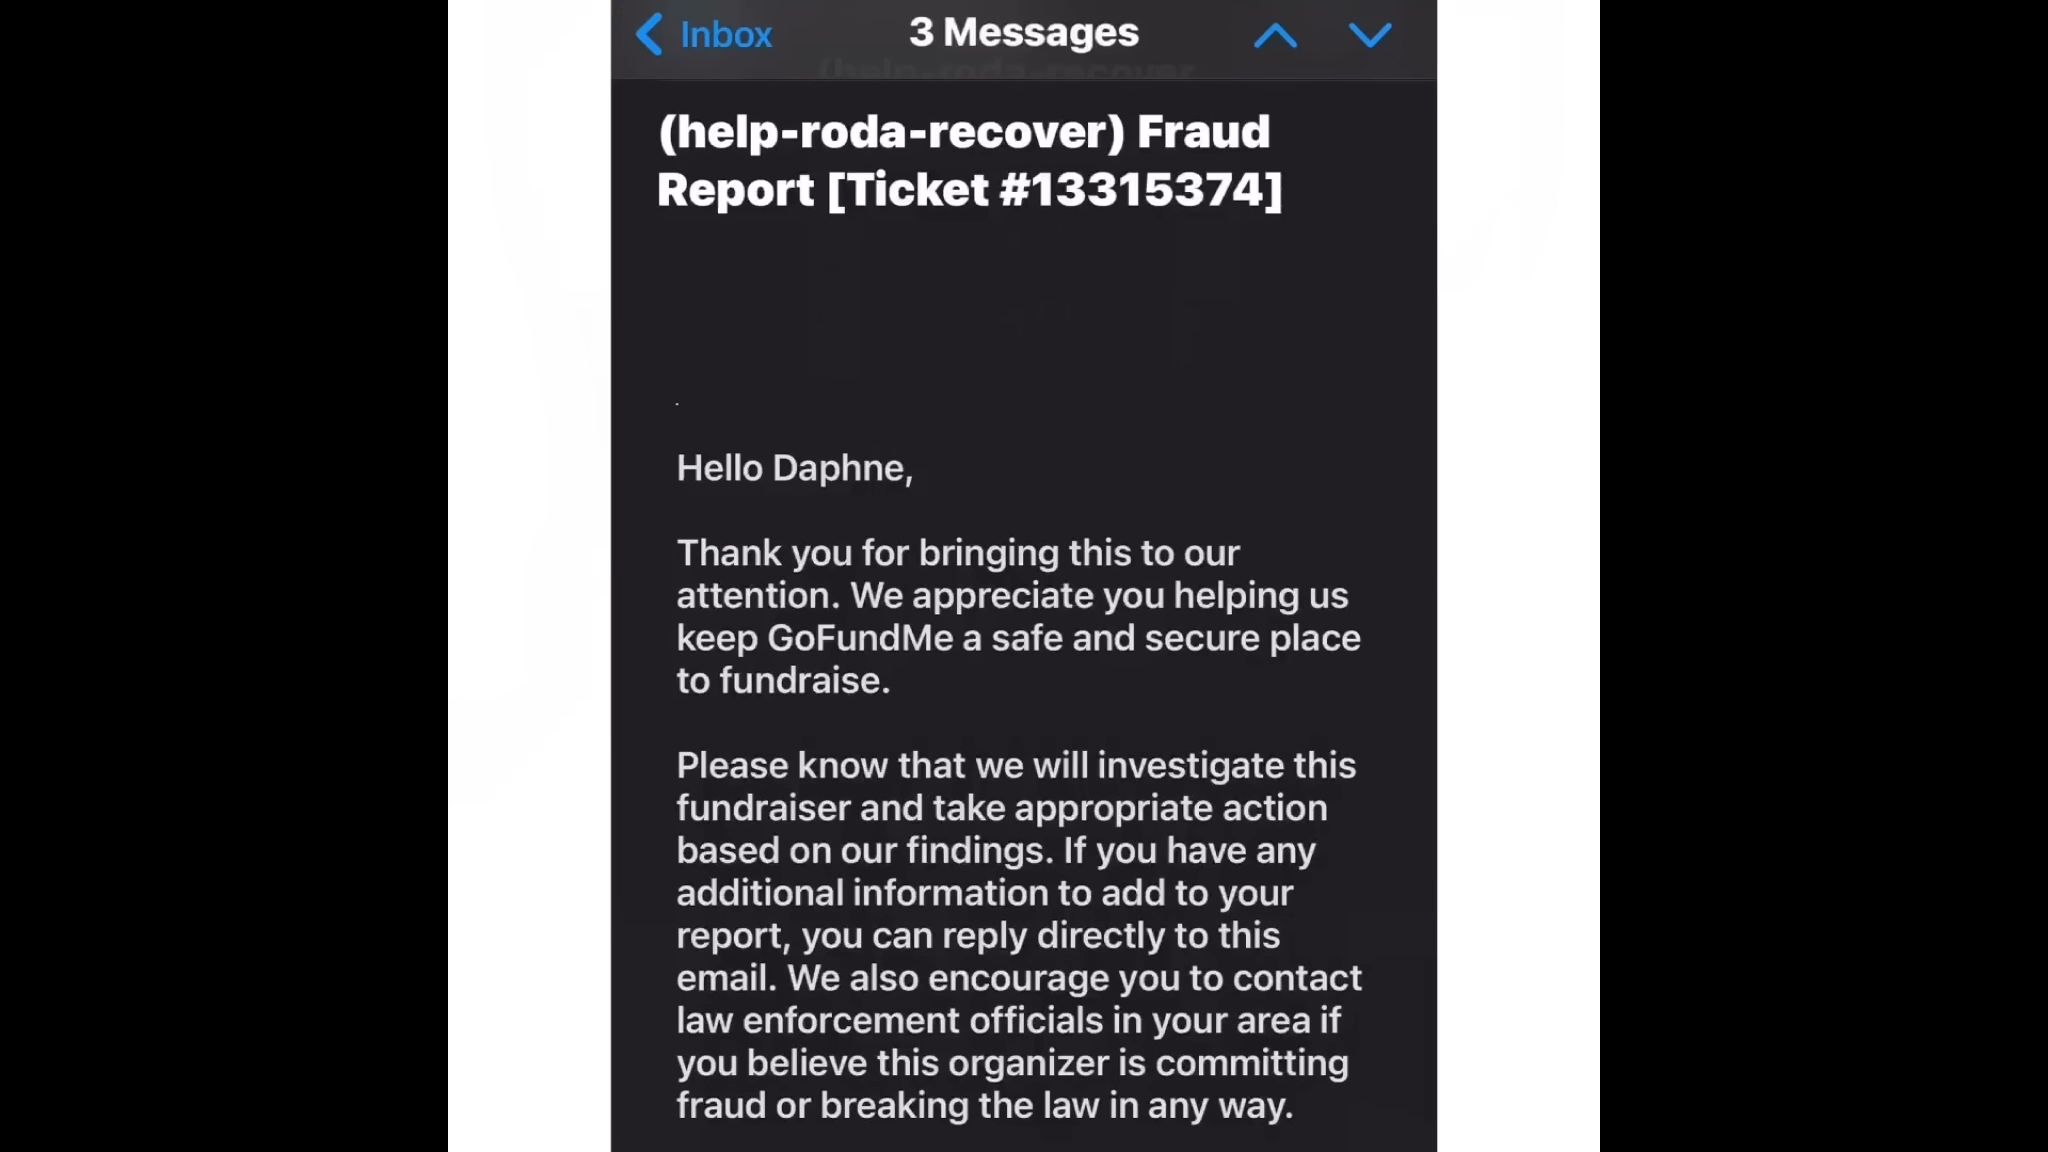 Inbox
3 Messages
(help-roda-recover) Fraud
Report [Ticket #13315374]
Hello Daphne,
Thank you for bringing this to our
attention. We appreciate you helping us
keep GoFundMe a safe and secure place
to fundraise.
Please know that we will investigate this
fundraiser and take appropriate action
based on our findings. If you have any
additional information to add to your
report, you can reply directly to this
email. We also encourage you to contact
law enforcement officials in your area if
you believe this organizer is committing
fraud or breaking the law in any way.